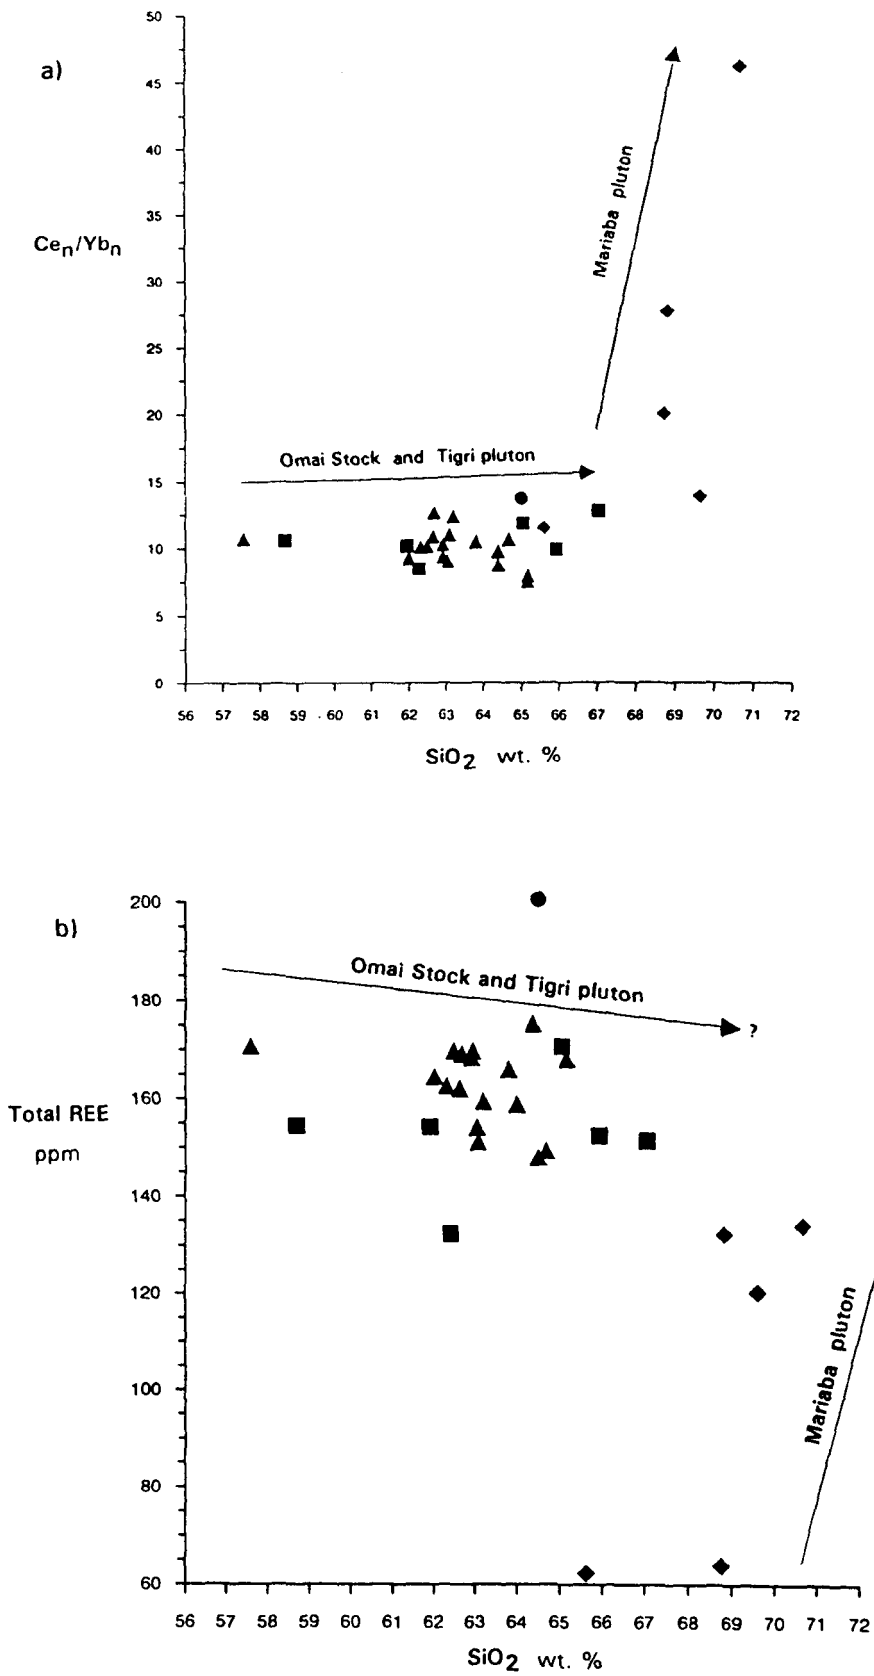 a)
50
45
40
35
30
25
20
15
10
5
0
Ce_n/Yb_n
Mariaba pluton
Omai Stock and Tigri pluton
56 57 58 59 60 61 62 63 64 65 66 67 68 69 70 71 72
SiO2 wt. %
b)
200
180
160
140
120
100
80
60
Total REE
ppm
Omai Stock and Tigri pluton
?
Mariaba pluton
56 57 58 59 60 61 62 63 64 65 66 67 68 69 70 71 72
SiO2 wt. %